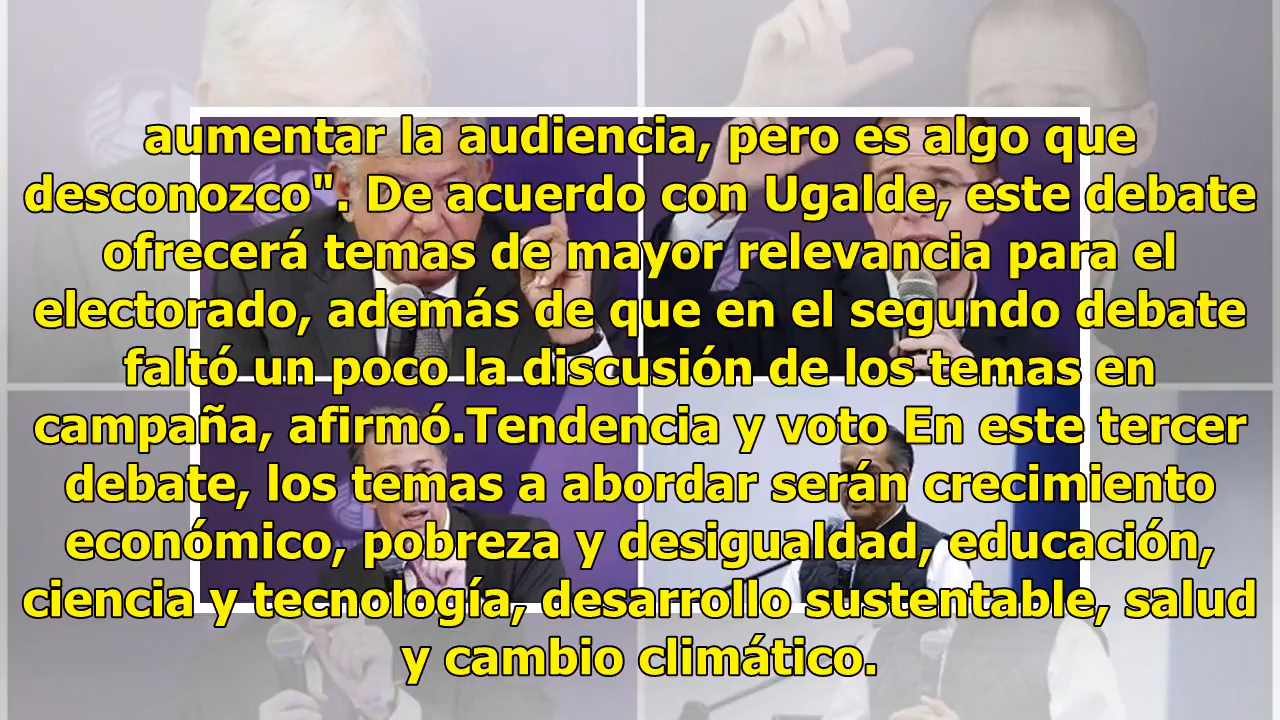 aumentar la audiencia, pero es algo que
desconozco". De acuerdo con Ugalde, este debate
ofrecerá temas de mayor relevancia para el
electorado, además de que en el segundo debate
faltó un poco la discusión de los temas en
campaña, afirmó.Tendencia y voto En este tercer
debate, los temas a abordar serán crecimiento
económico, pobreza y desigualdad, educación,
ciencia y tecnología, desarrollo sustentable, salud
y cambio climático.